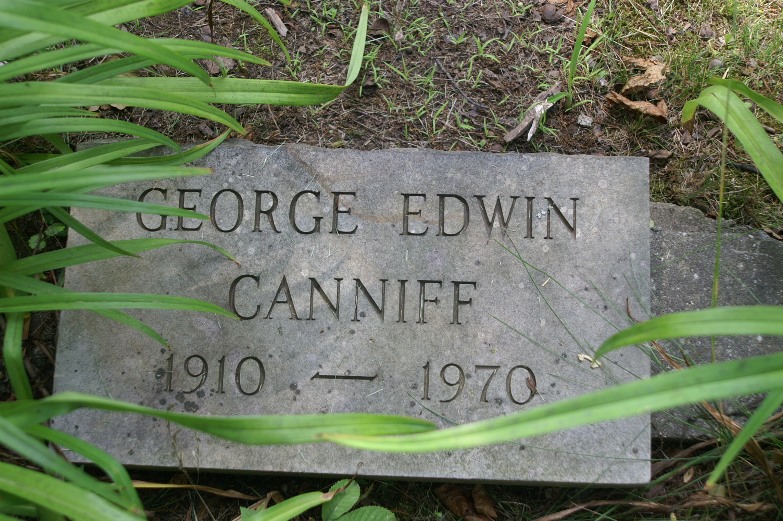 GEORGE EDWIN
CANNIFF
1910 — 1970